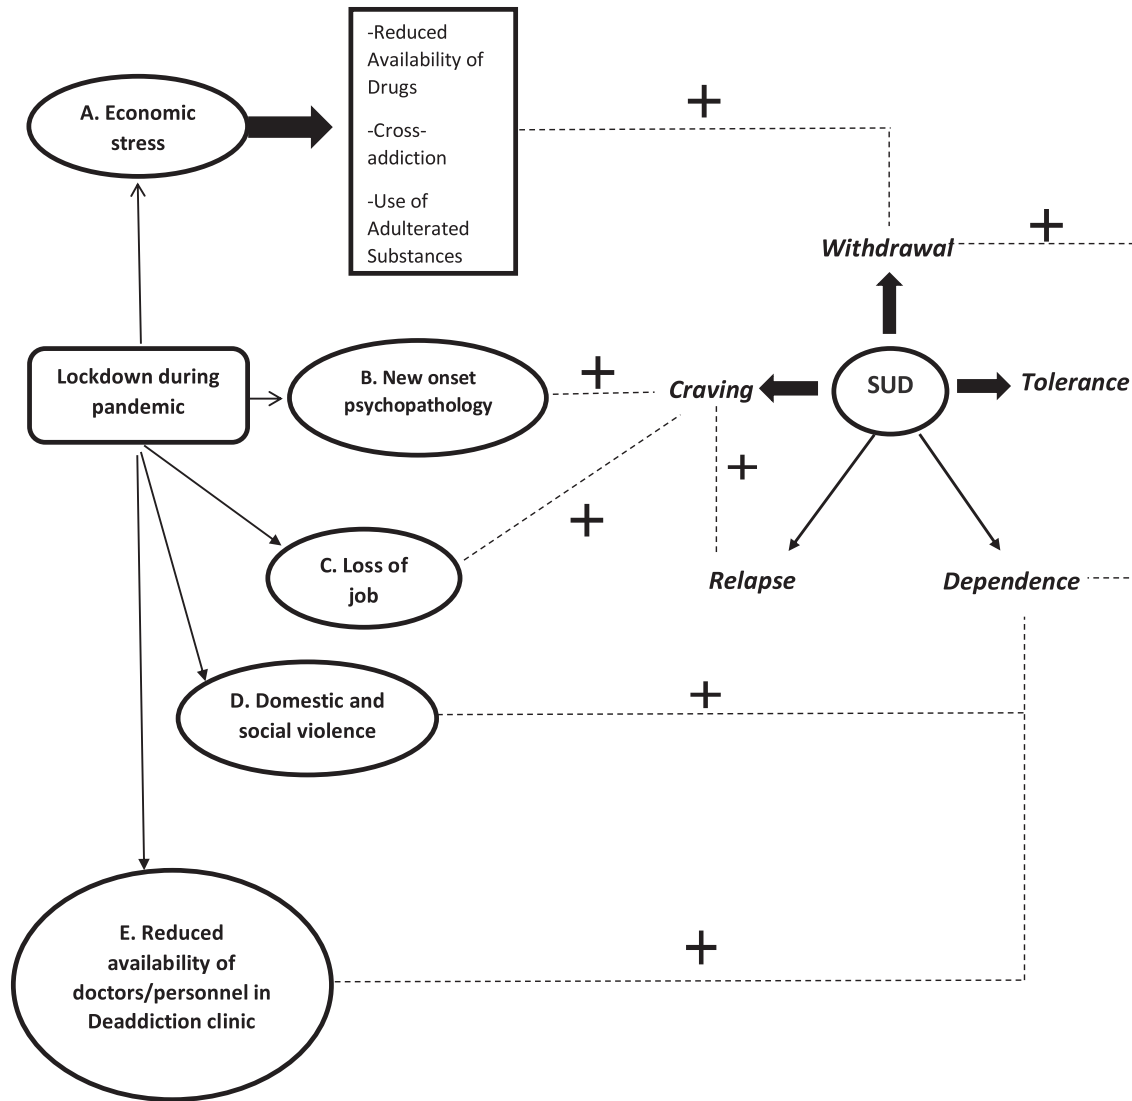 -Reduced
Availability of
Drugs
-Cross-
addiction
-Use of
Adulterated
Substances
A. Economic
stress
+
+
Withdrawal
Lockdown during
pandemic
B. New onset
psychopathology
+
Craving
SUD
Tolerance
+
+
C. Loss of
job
Relapse
Dependence
D. Domestic and
social violence
+
E. Reduced
availability of
doctors/personnel in
Deaddiction clinic
+